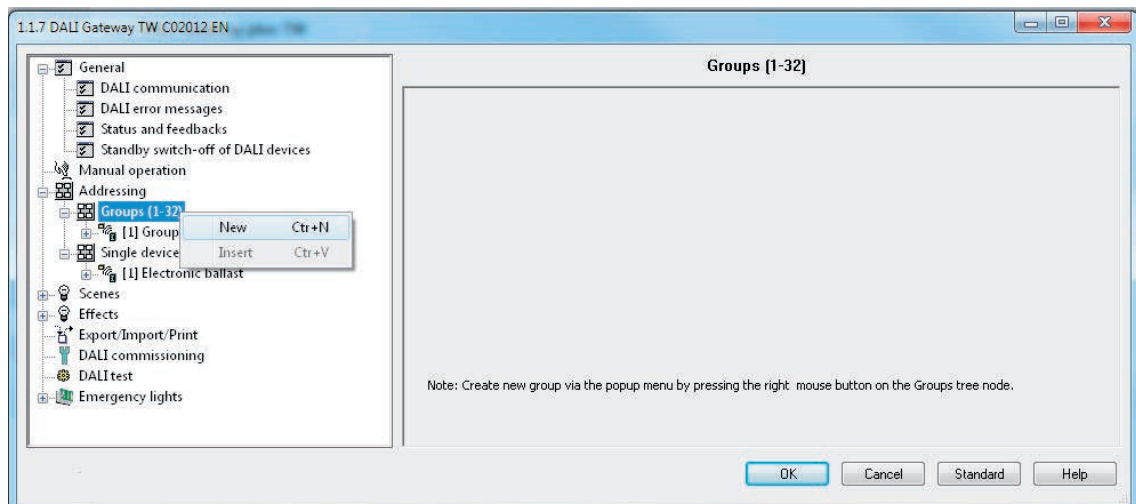 1.1.7 DALI Gateway TW C02012 EN
General
DALI communication
DALI error messages
Status and feedbacks
Standby switch-off of DALI devices
Manual operation
Addressing
Groups (1-32)
[1] Group
Single device
[1] Electronic ballast
Scenes
Effects
Export/Import/Print
DALI commissioning
DALI test
Emergency lights
New Ctr+N
Insert Ctr+V
Groups (1-32)
Note: Create new group via the popup menu by pressing the right mouse button on the Groups tree node.
OK Cancel Standard Help